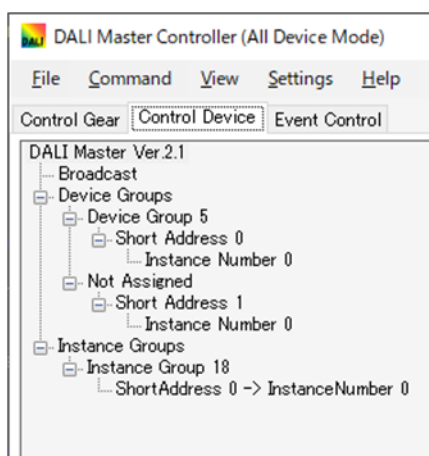 DALI Master Controller (All Device Mode)
File Command View Settings Help
Control Gear Control Device Event Control
DALI Master Ver.2.1
Broadcast
Device Groups
Device Group 5
Short Address 0
Instance Number 0
Not Assigned
Short Address 1
Instance Number 0
Instance Groups
Instance Group 18
ShortAddress 0 -> InstanceNumber 0